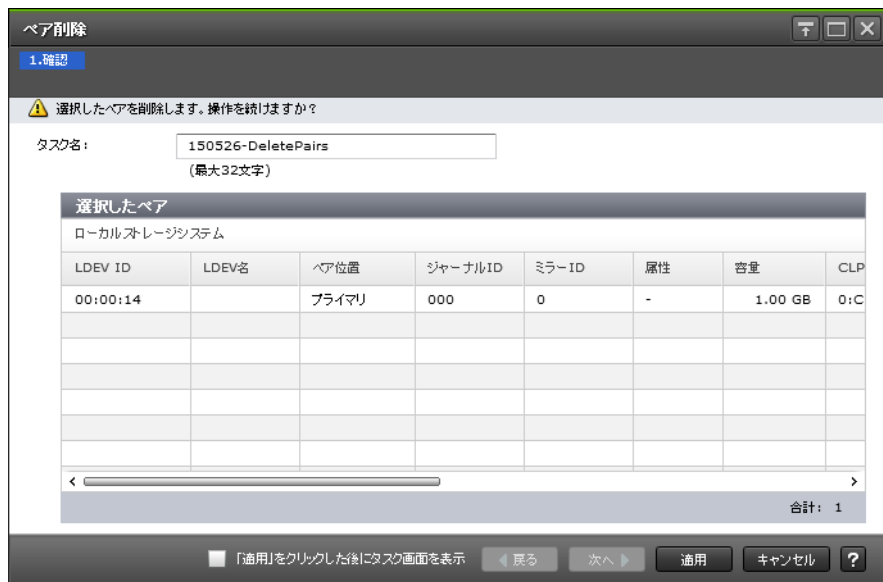 ペア削除
1.確認
選択したペアを削除します。操作を続けますか？
タスク名: 150526-DeletePairs
(最大32文字)
選択したペア
ローカルストレージシステム
LDEV ID LDEV名 ペア位置 ジャーナルID ミラーID 属性 容量 CLP
00:00:14 プライマリ 000 0 - 1.00 GB 0:C
合計: 1
「適用」をクリックした後にタスク画面を表示 戻る 次へ 適用 キャンセル ?